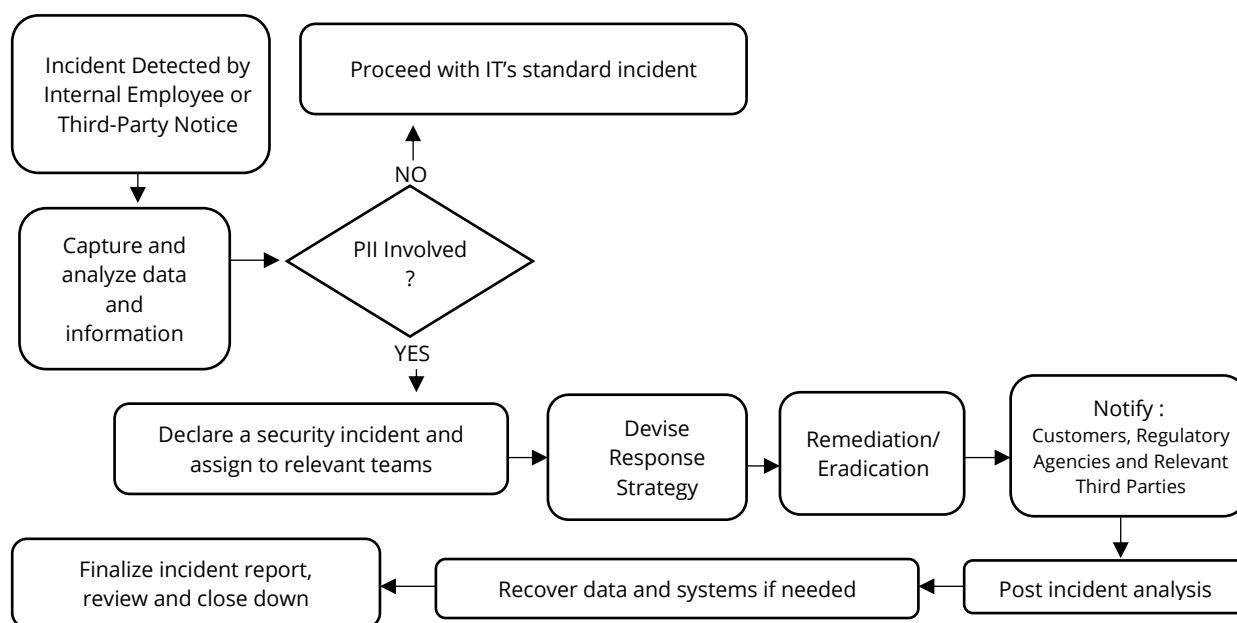 Incident Detected by
Internal Employee or
Third-Party Notice
Proceed with IT’s standard incident
NO
Capture and
analyze data
and
information
PII Involved
?
YES
Declare a security incident and
assign to relevant teams
Devise
Response
Strategy
Remediation/
Eradication
Notify :
Customers, Regulatory
Agencies and Relevant
Third Parties
Post incident analysis
Recover data and systems if needed
Finalize incident report,
review and close down